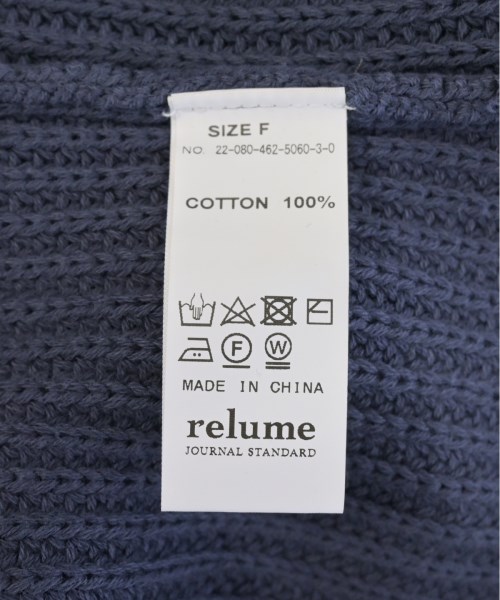 SIZE F
NO. 22-080-462-5060-3-0
COTTON 100%
F W
MADE IN CHINA
relume
JOURNAL STANDARD